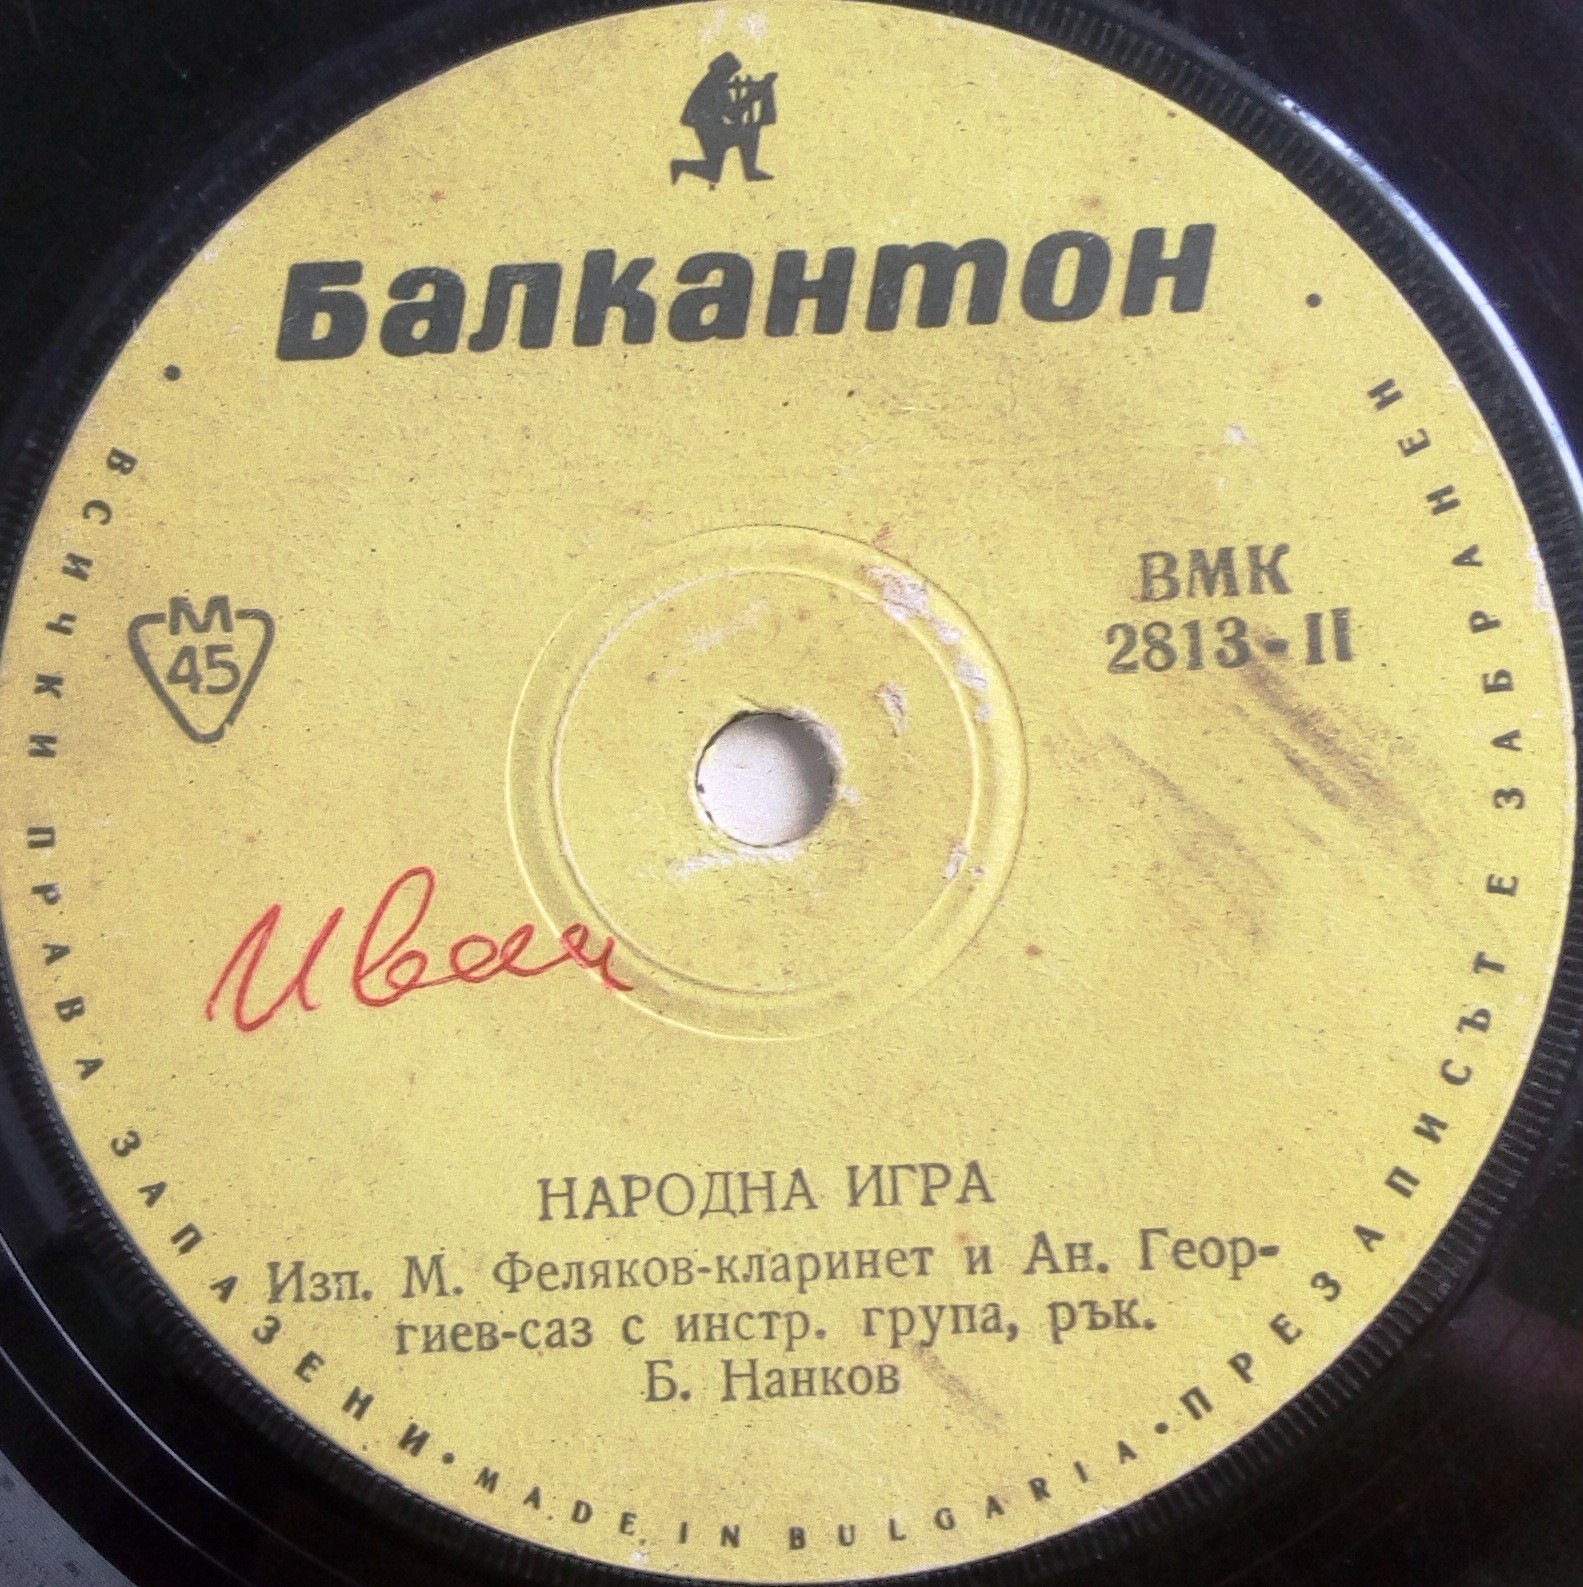 Балкантон
М
45
ВМК
2813-II
Иван
НАРОДНА ИГРА
Изп. М. Феляков-кларинет и Ан. Геор-
гиев-саз с инстр. група, рък.
Б. Нанков
• ВСИЧКИ ПРАВА ЗАПАЗЕНИ • MADE IN BULGARIA • ПРЕЗАПИСЪТ Е ЗАБРАНЕН •